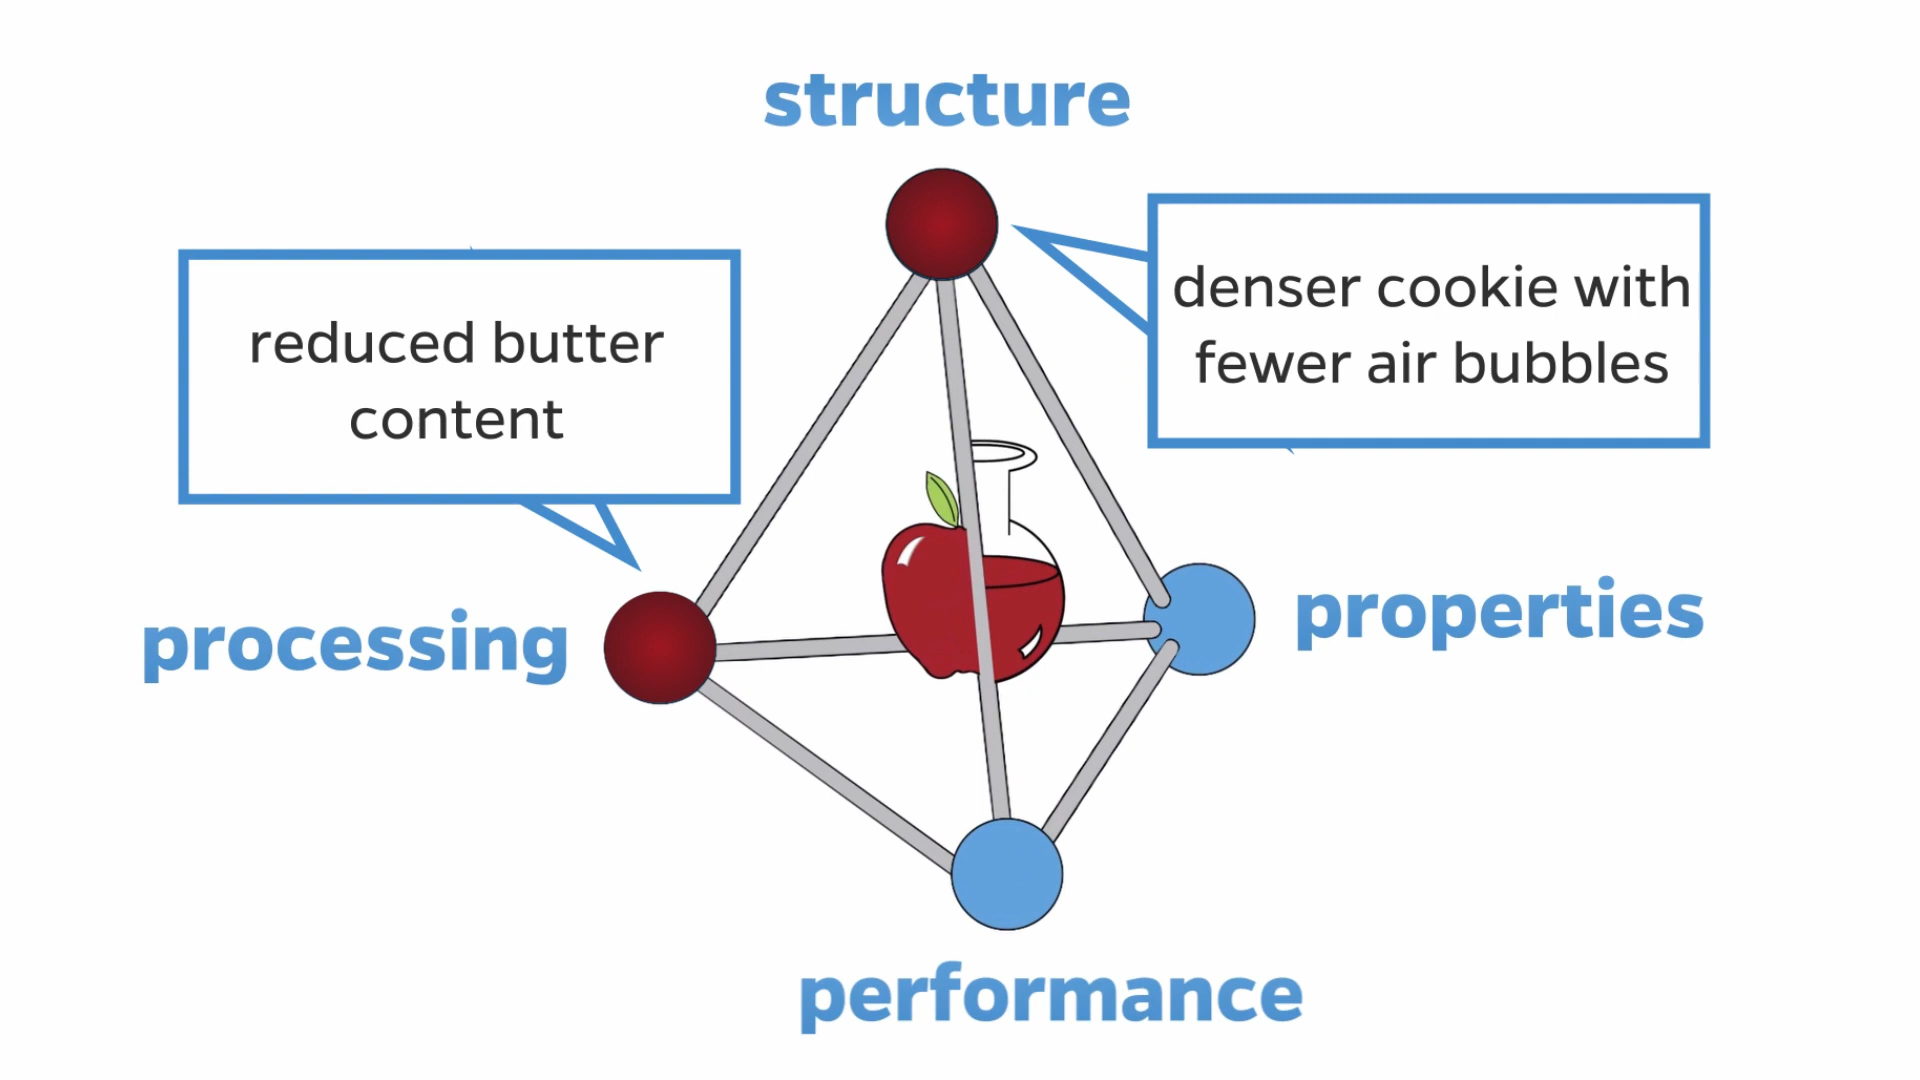 structure
denser cookie with
fewer air bubbles
reduced butter
content
processing
properties
performance